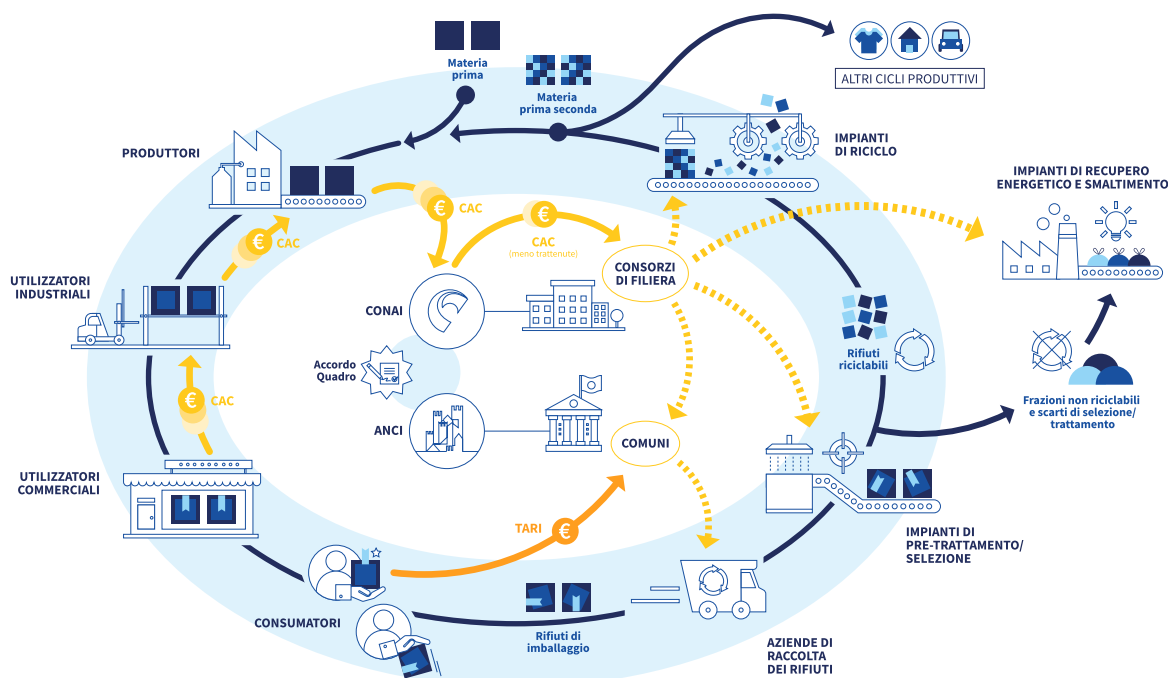 Materia
prima
Materia
prima seconda
ALTRI CICLI PRODUTTIVI
PRODUTTORI
IMPIANTI
DI RICICLO
IMPIANTI DI RECUPERO
ENERGETICO E SMALTIMENTO
€
CAC
€
CAC
(meno trattenute)
€
CAC
CONSORZI
DI FILIERA
UTILIZZATORI
INDUSTRIALI
CONAI
Rifiuti
riciclabili
Accordo
Quadro
€
CAC
Frazioni non riciclabili
e scarti di selezione/
trattamento
ANCI
COMUNI
UTILIZZATORI
COMMERCIALI
TARI
€
IMPIANTI DI
PRE-TRATTAMENTO/
SELEZIONE
CONSUMATORI
Rifiuti di
imballaggio
AZIENDE DI
RACCOLTA
DEI RIFIUTI